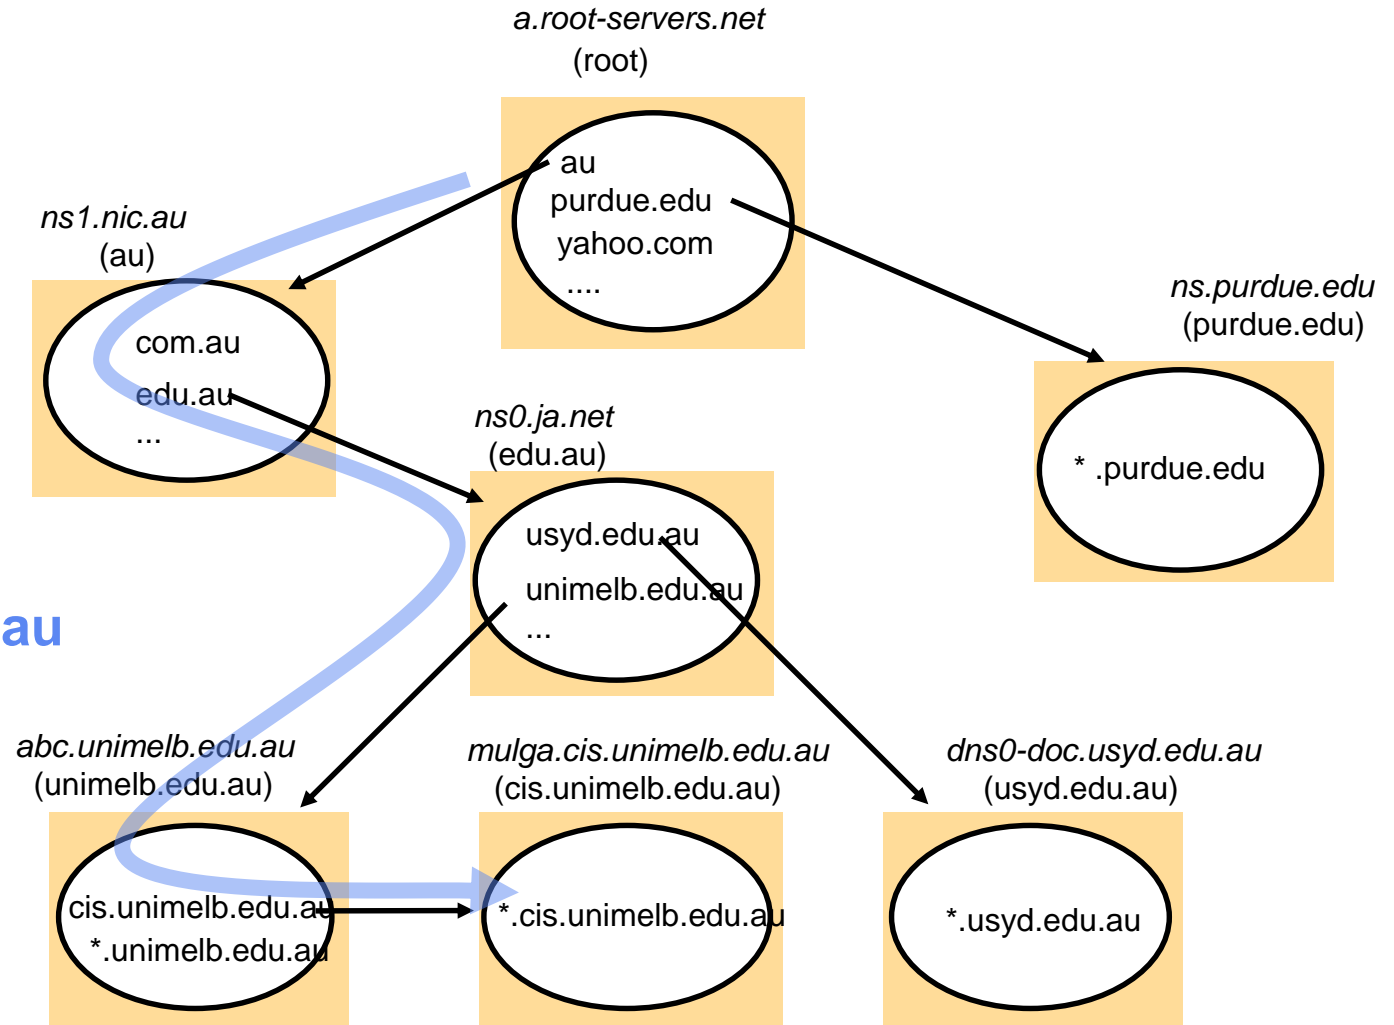 a.root-servers.net
(root)
au
purdue.edu
yahoo.com
....
ns1.nic.au
(au)
com.au
edu.au
...
ns.purdue.edu
(purdue.edu)
* .purdue.edu
ns0.ja.net
(edu.au)
usyd.edu.au
unimelb.edu.au
...
au
abc.unimelb.edu.au
(unimelb.edu.au)
cis.unimelb.edu.au
*.unimelb.edu.au
mulga.cis.unimelb.edu.au
(cis.unimelb.edu.au)
*.cis.unimelb.edu.au
dns0-doc.usyd.edu.au
(usyd.edu.au)
*.usyd.edu.au